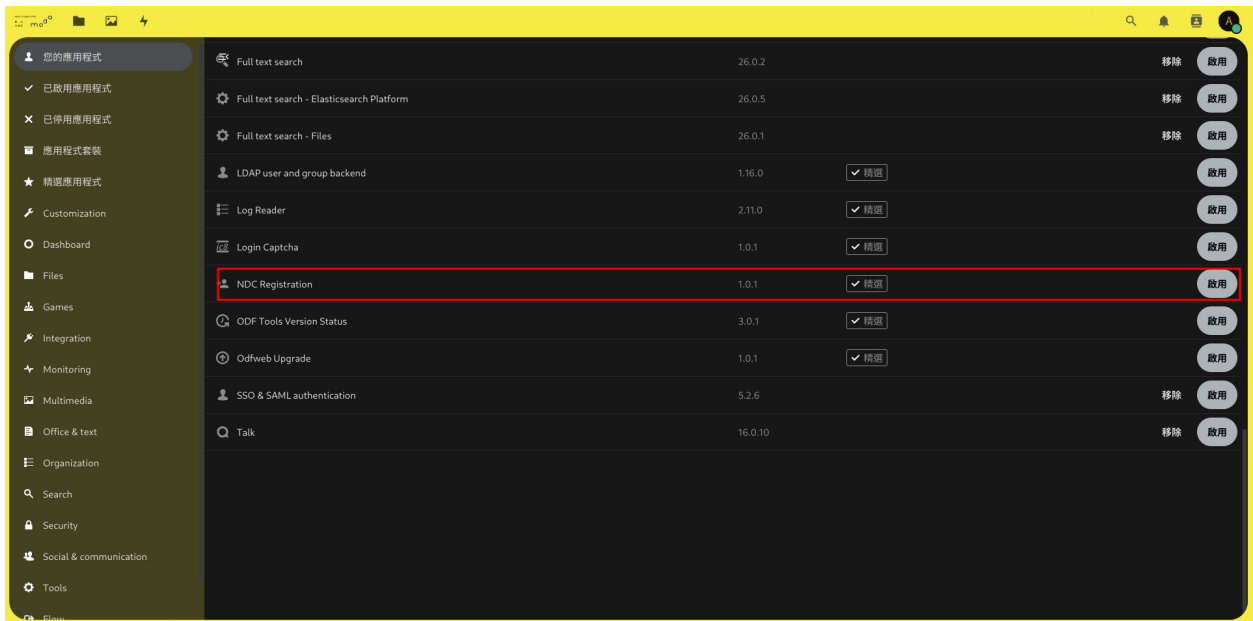 moda
A
您的應用程式
已啟用應用程式
已停用應用程式
應用程式套裝
精選應用程式
Customization
Dashboard
Files
Games
Integration
Monitoring
Multimedia
Office & text
Organization
Search
Security
Social & communication
Tools
Flow
Full text search 26.0.2 移除 啟用
Full text search - Elasticsearch Platform 26.0.5 移除 啟用
Full text search - Files 26.0.1 移除 啟用
LDAP user and group backend 1.16.0 精選 啟用
Log Reader 2.11.0 精選 啟用
Login Captcha 1.0.1 精選 啟用
NDC Registration 1.0.1 精選 啟用
ODF Tools Version Status 3.0.1 精選 啟用
Odfweb Upgrade 1.0.1 精選 啟用
SSO & SAML authentication 5.2.6 移除 啟用
Talk 16.0.10 移除 啟用